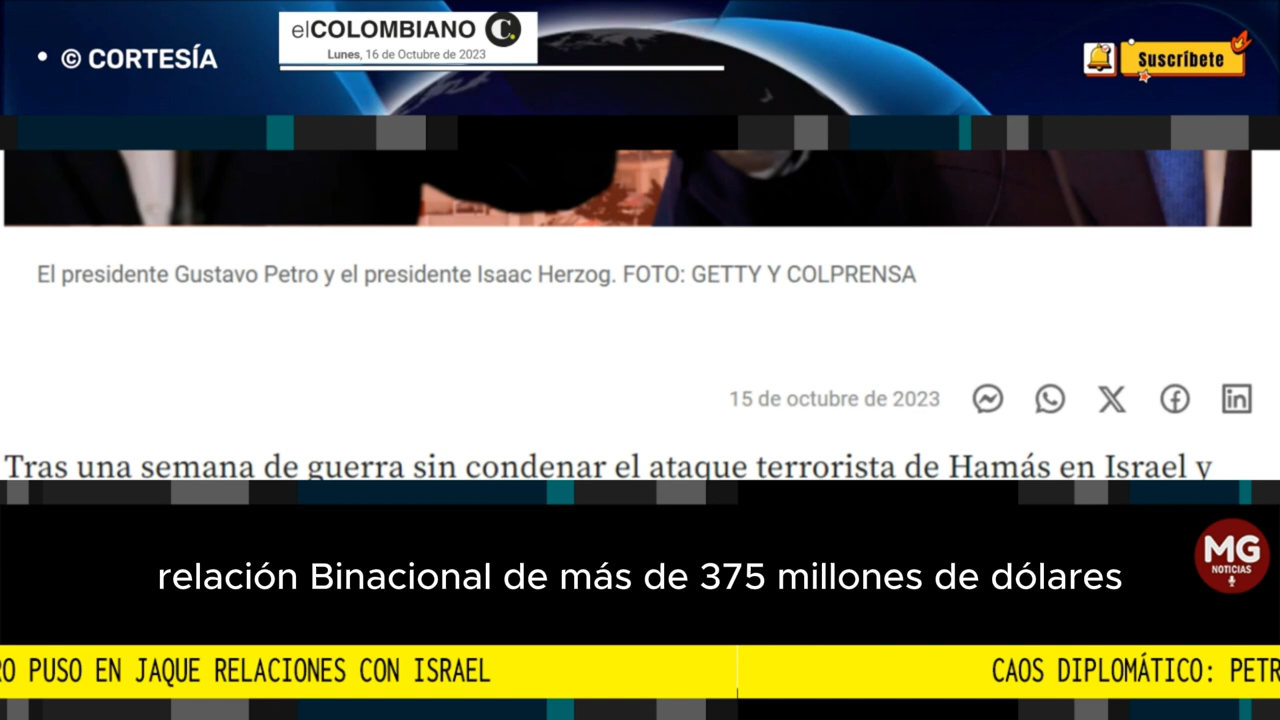 • © CORTESÍA
elCOLOMBIANO C.
Lunes, 16 de Octubre de 2023
Suscríbete
El presidente Gustavo Petro y el presidente Isaac Herzog. FOTO: GETTY Y COLPRENSA
15 de octubre de 2023
Tras una semana de guerra sin condenar el ataque terrorista de Hamás en Israel y
relación Binacional de más de 375 millones de dólares
MG
NOTICIAS
RO PUSO EN JAQUE RELACIONES CON ISRAEL CAOS DIPLOMÁTICO: PETR